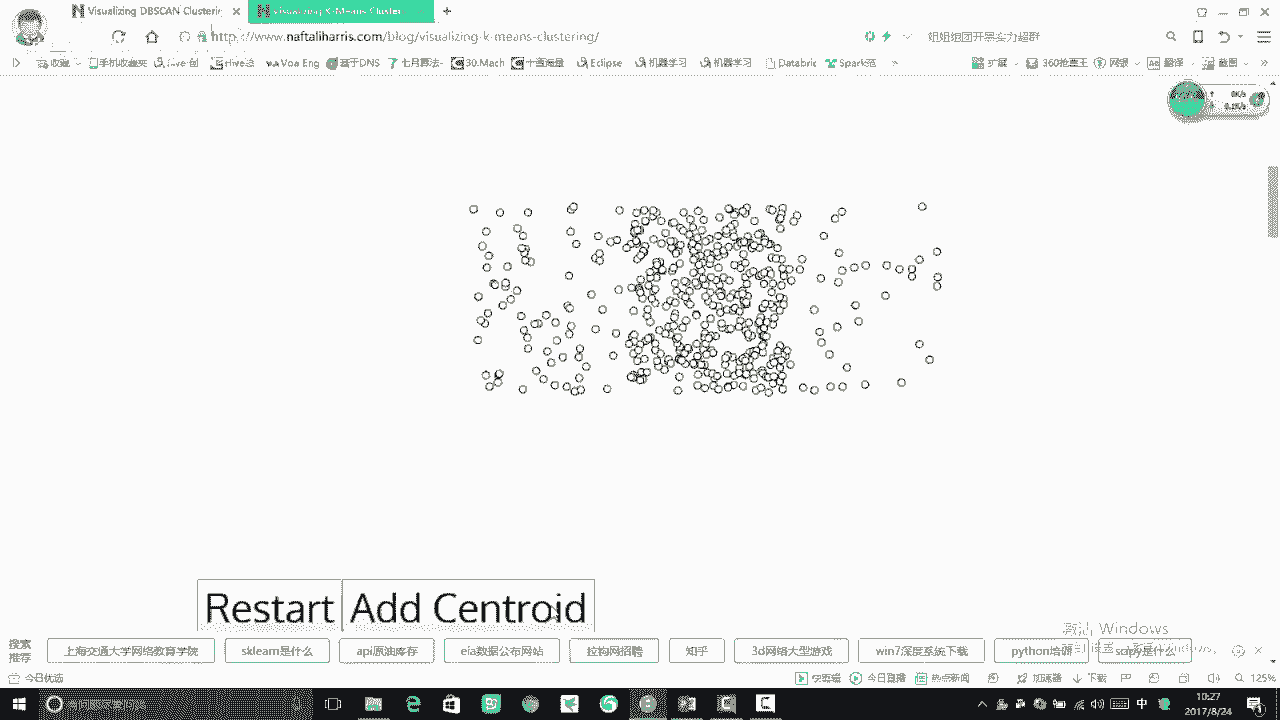 Visualizing DBSCAN Clusterin
Visualizing K-Means Cluster
http://www.naftaliharris.com/blog/visualizing-k-means-clustering/
姐姐组团开黑实力超群
收藏 手机收藏夹 Hive Voa Eng 基于DNS 七月算法- 30.Mach 十套海量 Eclipse 机器学习 机器学习 Databric Spark
扩展 360抢票王 网银 翻译 截图
Restart Add Centroid
激活 Windows
搜索推荐 上海交通大学网络教育学院 sklearn是什么 api原油库存 eia数据公布网站 拉构网招聘 知乎 3d网络大型游戏 win7深度系统下载 python培训 scipy是什么
今日优选 今日直播 热点新闻 加速器 下载 125%
中 10:27
2017/8/24